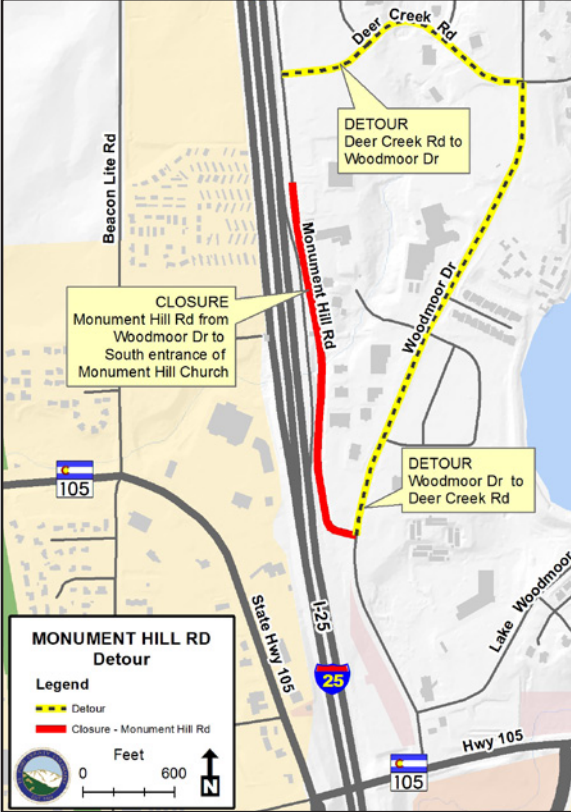 Deer Creek Rd
DETOUR
Deer Creek Rd to
Woodmoor Dr
Beacon Lite Rd
Monument Hill Rd
Woodmoor Dr
CLOSURE
Monument Hill Rd from
Woodmoor Dr to
South entrance of
Monument Hill Church
DETOUR
Woodmoor Dr to
Deer Creek Rd
C
105
State Hwy 105
I-25
25
Lake Woodmoor
Hwy 105
C
105
MONUMENT HILL RD
Detour
Legend
Detour
Closure - Monument Hill Rd
Feet
0 600
N